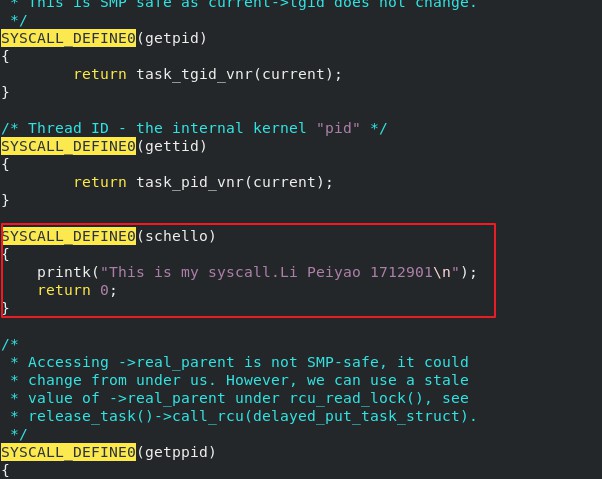 * This is SMP safe as current->tgid does not change.
*/
SYSCALL_DEFINE0(getpid)
{
return task_tgid_vnr(current);
}
/* Thread ID - the internal kernel "pid" */
SYSCALL_DEFINE0(gettid)
{
return task_pid_vnr(current);
}
SYSCALL_DEFINE0(schello)
{
printk("This is my syscall.Li Peiyao 1712901\n");
return 0;
}
/*
* Accessing ->real_parent is not SMP-safe, it could
* change from under us. However, we can use a stale
* value of ->real_parent under rcu_read_lock(), see
* release_task()->call_rcu(delayed_put_task_struct).
*/
SYSCALL_DEFINE0(getppid)
{